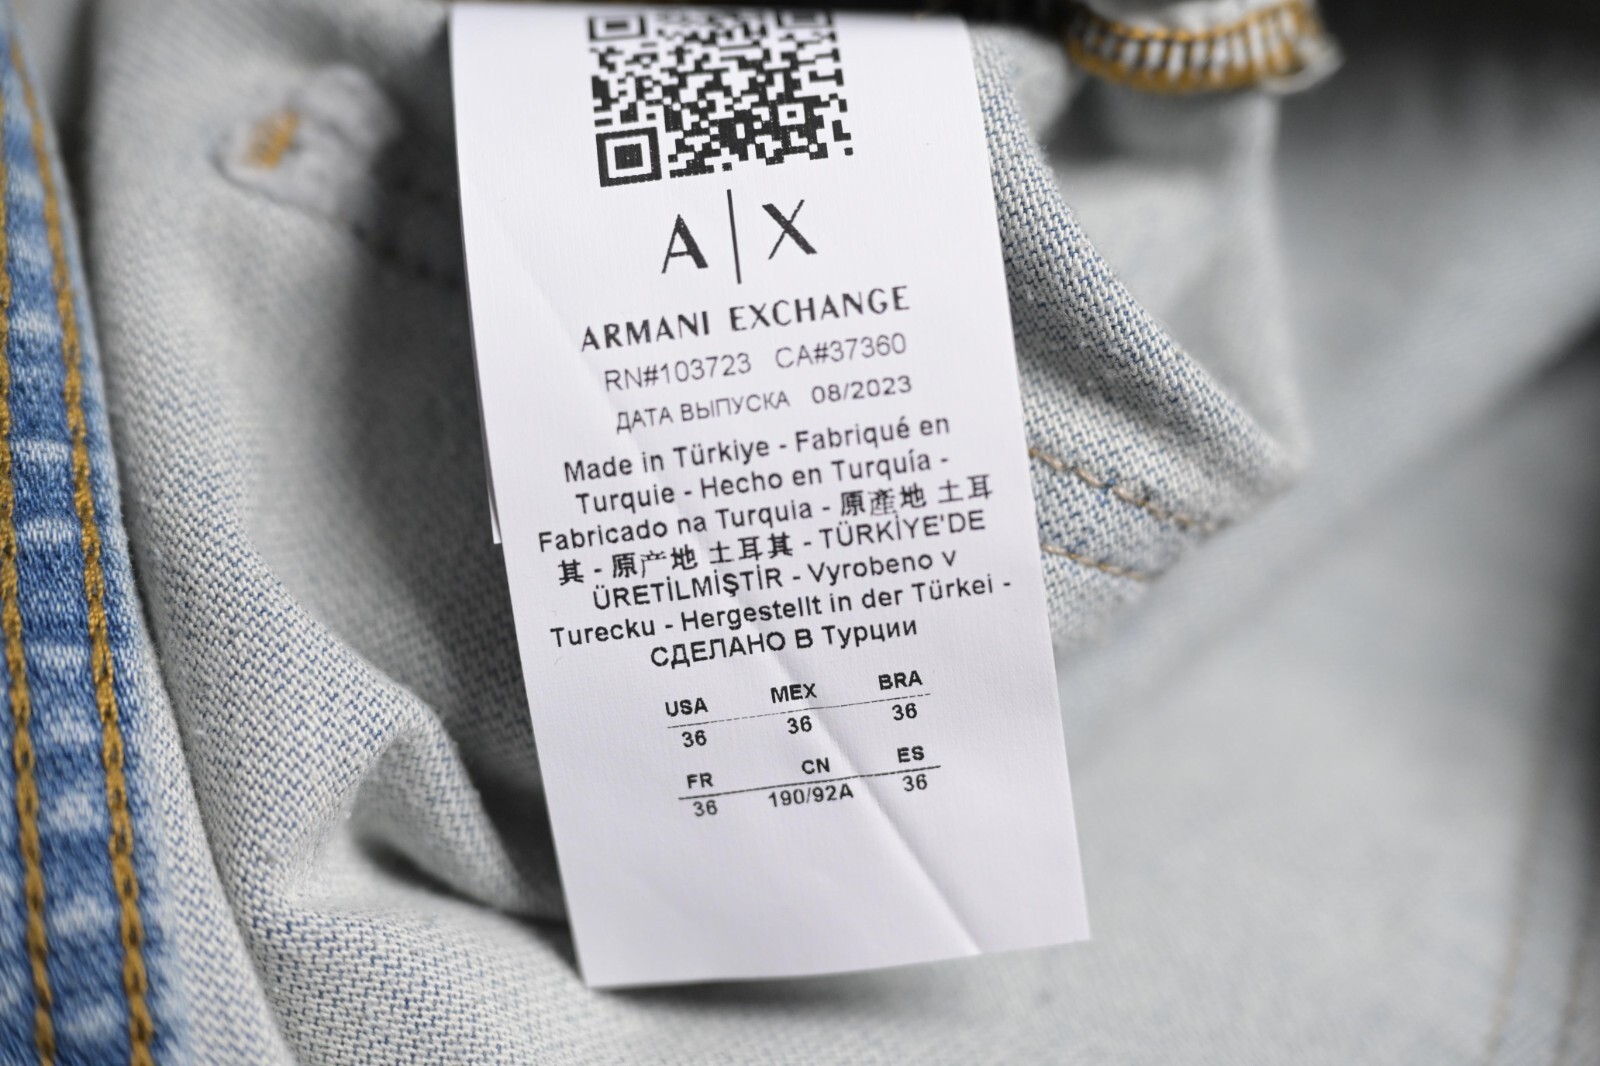 A|X
ARMANI EXCHANGE
RN#103723 CA#37360
ДАТА ВЫПУСКА 08/2023
Made in Türkiye - Fabriqué en
Turquie - Hecho en Turquía -
Fabricado na Turquia - 原產地 土耳
其 - 原产地 土耳其 - TÜRKİYE'DE
ÜRETİLMİŞTİR - Vyrobeno v
Turecku - Hergestellt in der Türkei -
СДЕЛАНО В Турции
USA MEX BRA
36 36 36
FR CN ES
36 190/92A 36